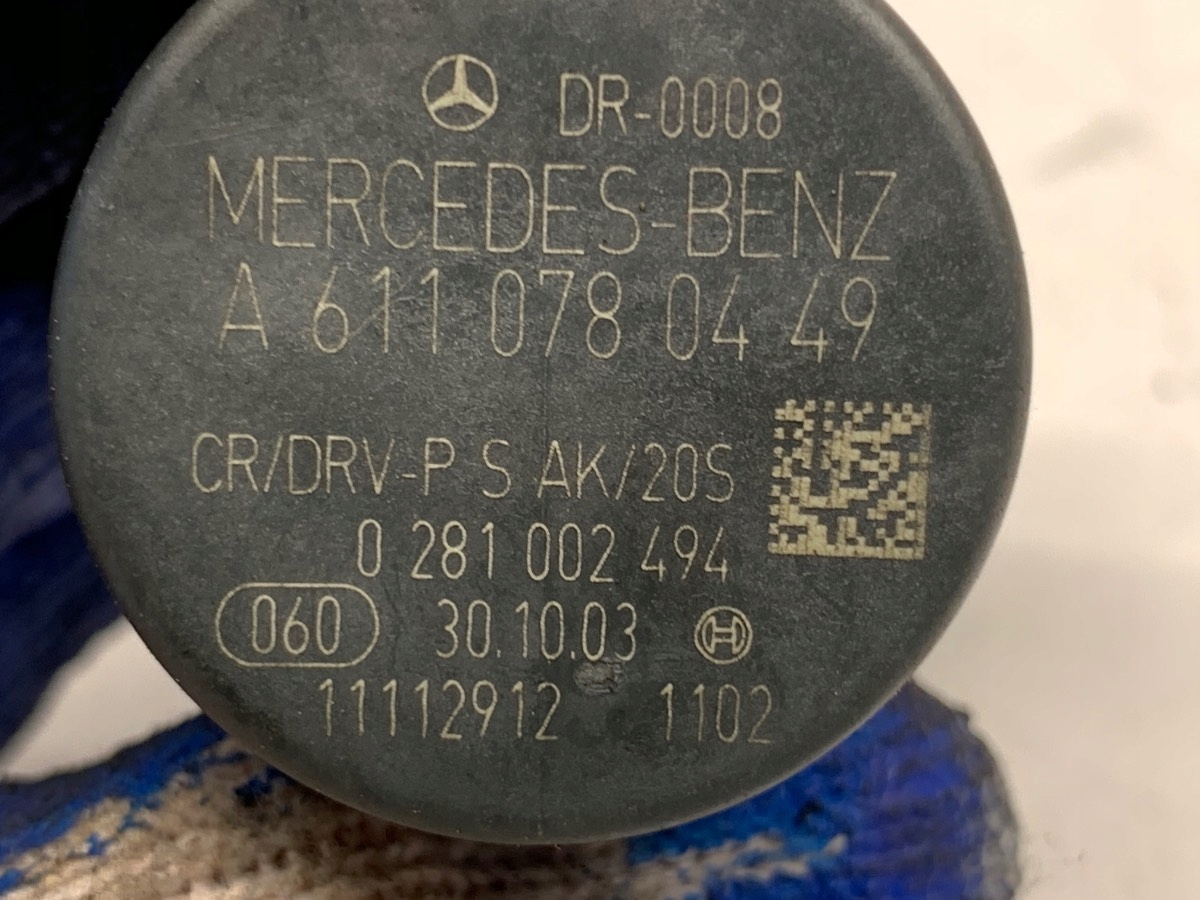 DR-0008
MERCEDES-BENZ
A 611 078 04 49
CR/DRV-P S AK/20S
0 281 002 494
060 30.10.03
11112912 1102